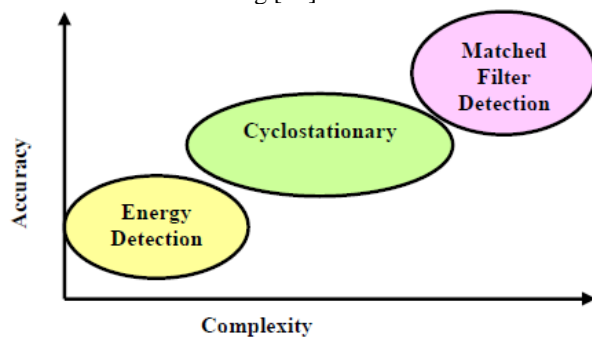 Matched
Filter
Detection
Cyclostationary
Energy
Detection
Accuracy
Complexity